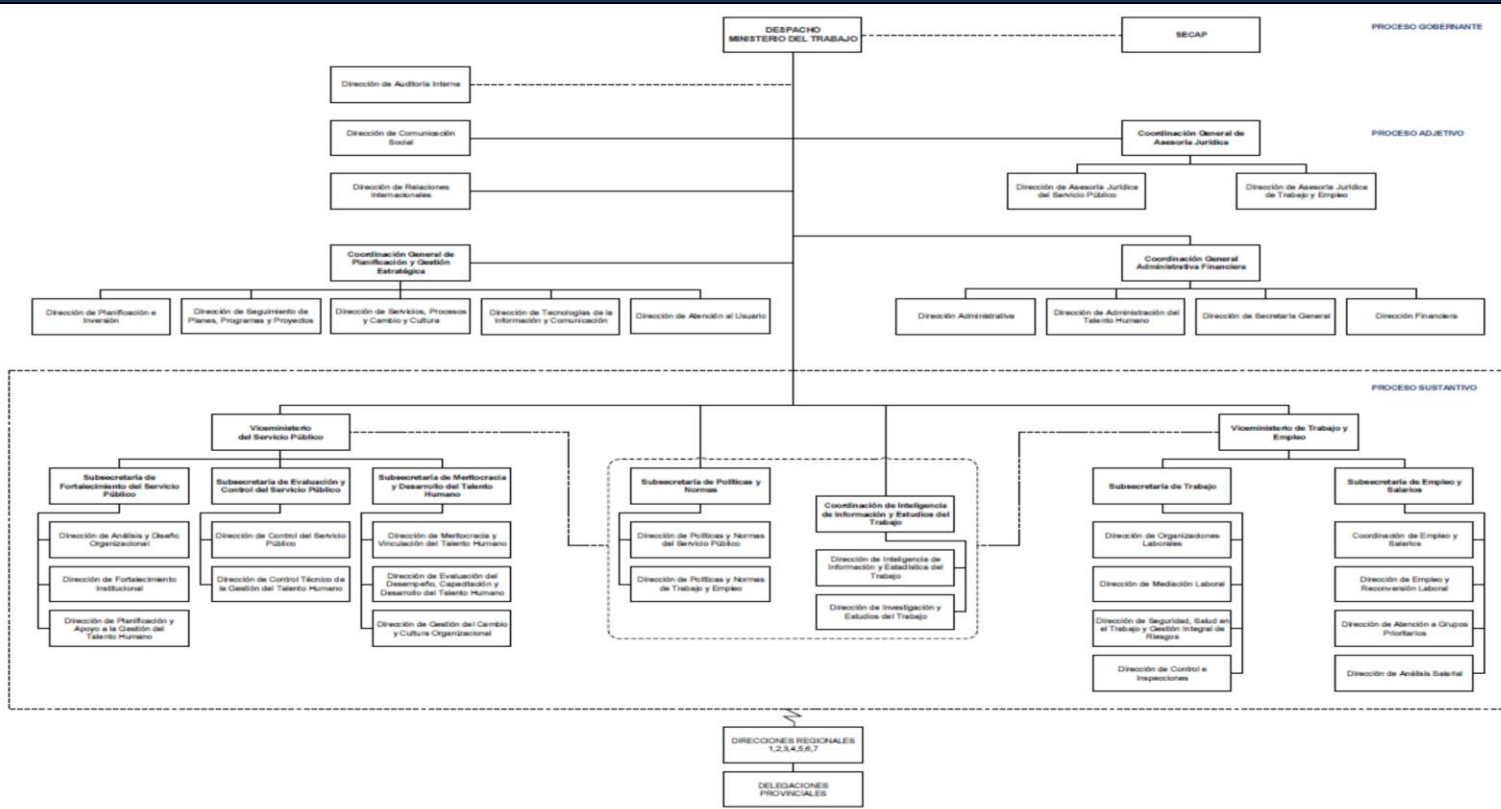 DESPACHO
MINISTERIO DEL TRABAJO
SECAP
PROCESO GOBERNANTE
Dirección de Auditoría Interna
Dirección de Comunicación
Social
Coordinación General de
Asesoría Jurídica
PROCESO ADJETIVO
Dirección de Relaciones
Internacionales
Dirección de Asesoría Jurídica
del Servicio Público
Dirección de Asesoría Jurídica
de Trabajo y Empleo
Coordinación General de
Planificación y Gestión
Estratégica
Coordinación General
Administrativa Financiera
Dirección de Planificación e
Inversión
Dirección de Seguimiento de
Planes, Programas y Proyectos
Dirección de Servicios, Procesos
y Cambio y Cultura
Dirección de Tecnologías de la
Información y Comunicación
Dirección de Atención al Usuario
Dirección Administrativa
Dirección de Administración del
Talento Humano
Dirección de Secretaría General
Dirección Financiera
PROCESO SUSTANTIVO
Viceministerio
del Servicio Público
Viceministerio de Trabajo y
Empleo
Subsecretaría de
Fortalecimiento del Servicio
Público
Subsecretaría de Evaluación y
Control del Servicio Público
Subsecretaría de Meritocracia
y Desarrollo del Talento
Humano
Subsecretaría de Políticas y
Normas
Coordinación de Inteligencia
de Información y Estudios del
Trabajo
Subsecretaría de Trabajo
Subsecretaría de Empleo y
Salarios
Dirección de Análisis y Diseño
Organizacional
Dirección de Control del Servicio
Público
Dirección de Meritocracia y
Vinculación del Talento Humano
Dirección de Políticas y Normas
del Servicio Público
Dirección de Inteligencia de
Información y Estadística del
Trabajo
Dirección de Organizaciones
Laborales
Coordinación de Empleo y
Salarios
Dirección de Fortalecimiento
Institucional
Dirección de Control Técnico de
la Gestión del Talento Humano
Dirección de Evaluación del
Desempeño, Capacitación y
Desarrollo del Talento Humano
Dirección de Políticas y Normas
de Trabajo y Empleo
Dirección de Investigación y
Estudios del Trabajo
Dirección de Mediación Laboral
Dirección de Empleo y
Reconversión Laboral
Dirección de Planificación y
Apoyo a la Gestión del
Talento Humano
Dirección de Gestión del Cambio
y Cultura Organizacional
Dirección de Seguridad, Salud en
el Trabajo y Gestión Integral de
Riesgos
Dirección de Atención a Grupos
Prioritarios
Dirección de Control e
Inspecciones
Dirección de Análisis Salarial
DIRECCIONES REGIONALES
1,2,3,4,5,6,7
DELEGACIONES
PROVINCIALES